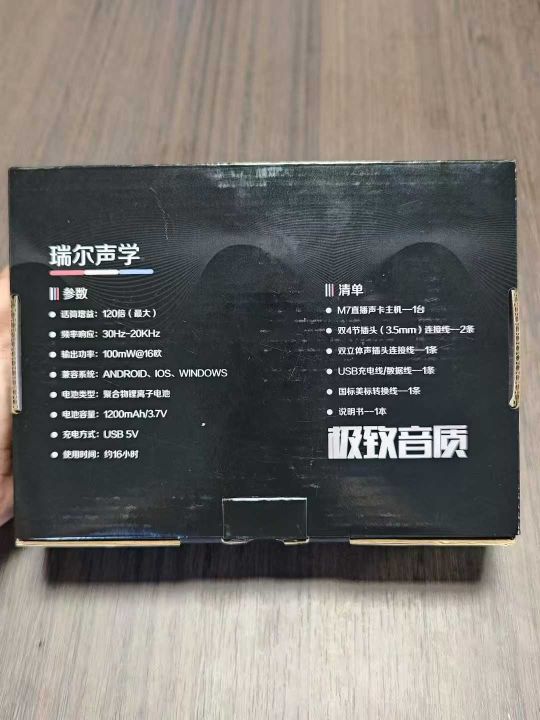 瑞尔声学
参数
话筒增益：120倍（最大）
频率响应：30Hz-20KHz
输出功率：100mW@16欧
兼容系统：ANDROID、IOS、WINDOWS
电池类型：聚合物锂离子电池
电池容量：1200mAh/3.7V
充电方式：USB 5V
使用时间：约16小时
清单
M7直播声卡主机---1台
双4节插头（3.5mm）连接线---2条
双立体声插头连接线---1条
USB充电线/数据线---1条
国标美标转换线---1条
说明书---1本
极致音质